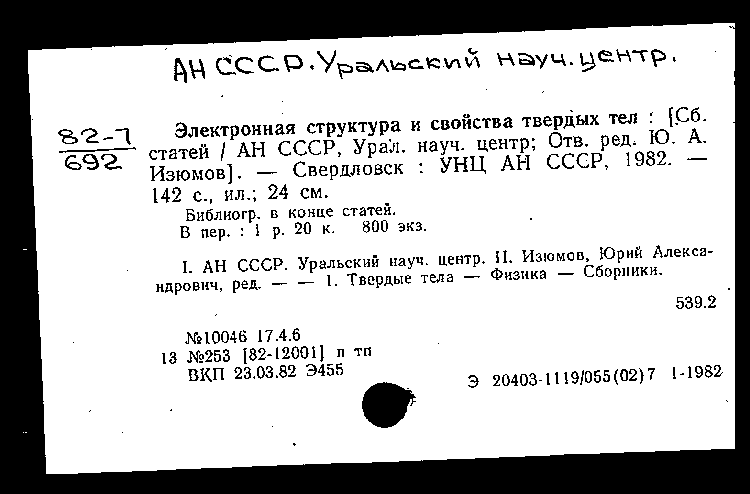 АН СССР. Уральский науч. центр.
82-7
692
Электронная структура и свойства твердых тел : [Сб.
статей / АН СССР, Урал. науч. центр; Отв. ред. Ю. А.
Изюмов]. — Свердловск : УНЦ АН СССР, 1982. —
142 с., ил.; 24 см.
Библиогр. в конце статей.
В пер. : 1 р. 20 к. 800 экз.
I. АН СССР. Уральский науч. центр. II. Изюмов, Юрий Алекса-
ндрович, ред. — — 1. Твердые тела — Физика — Сборники.
539.2
№10046 17.4.6
13 №253 [82-12001] п тп
ВКП 23.03.82 Э455
Э 20403-1119/055(02)7 1-1982